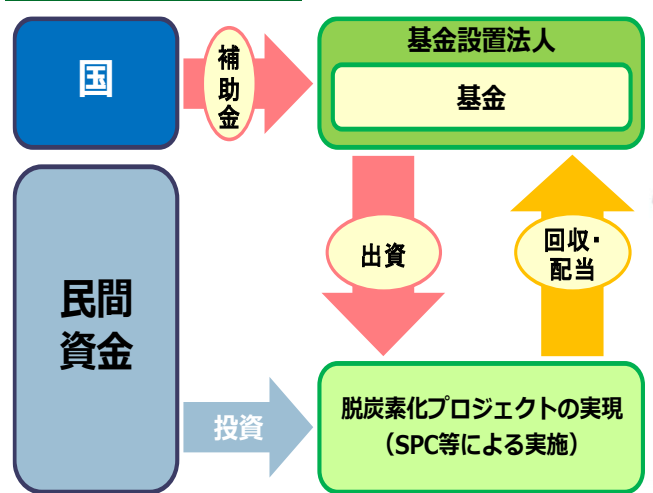 国
補
助
金
基金設置法人
基金
出資
回収・
配当
民間
資金
投資
脱炭素化プロジェクトの実現
（SPC等による実施）